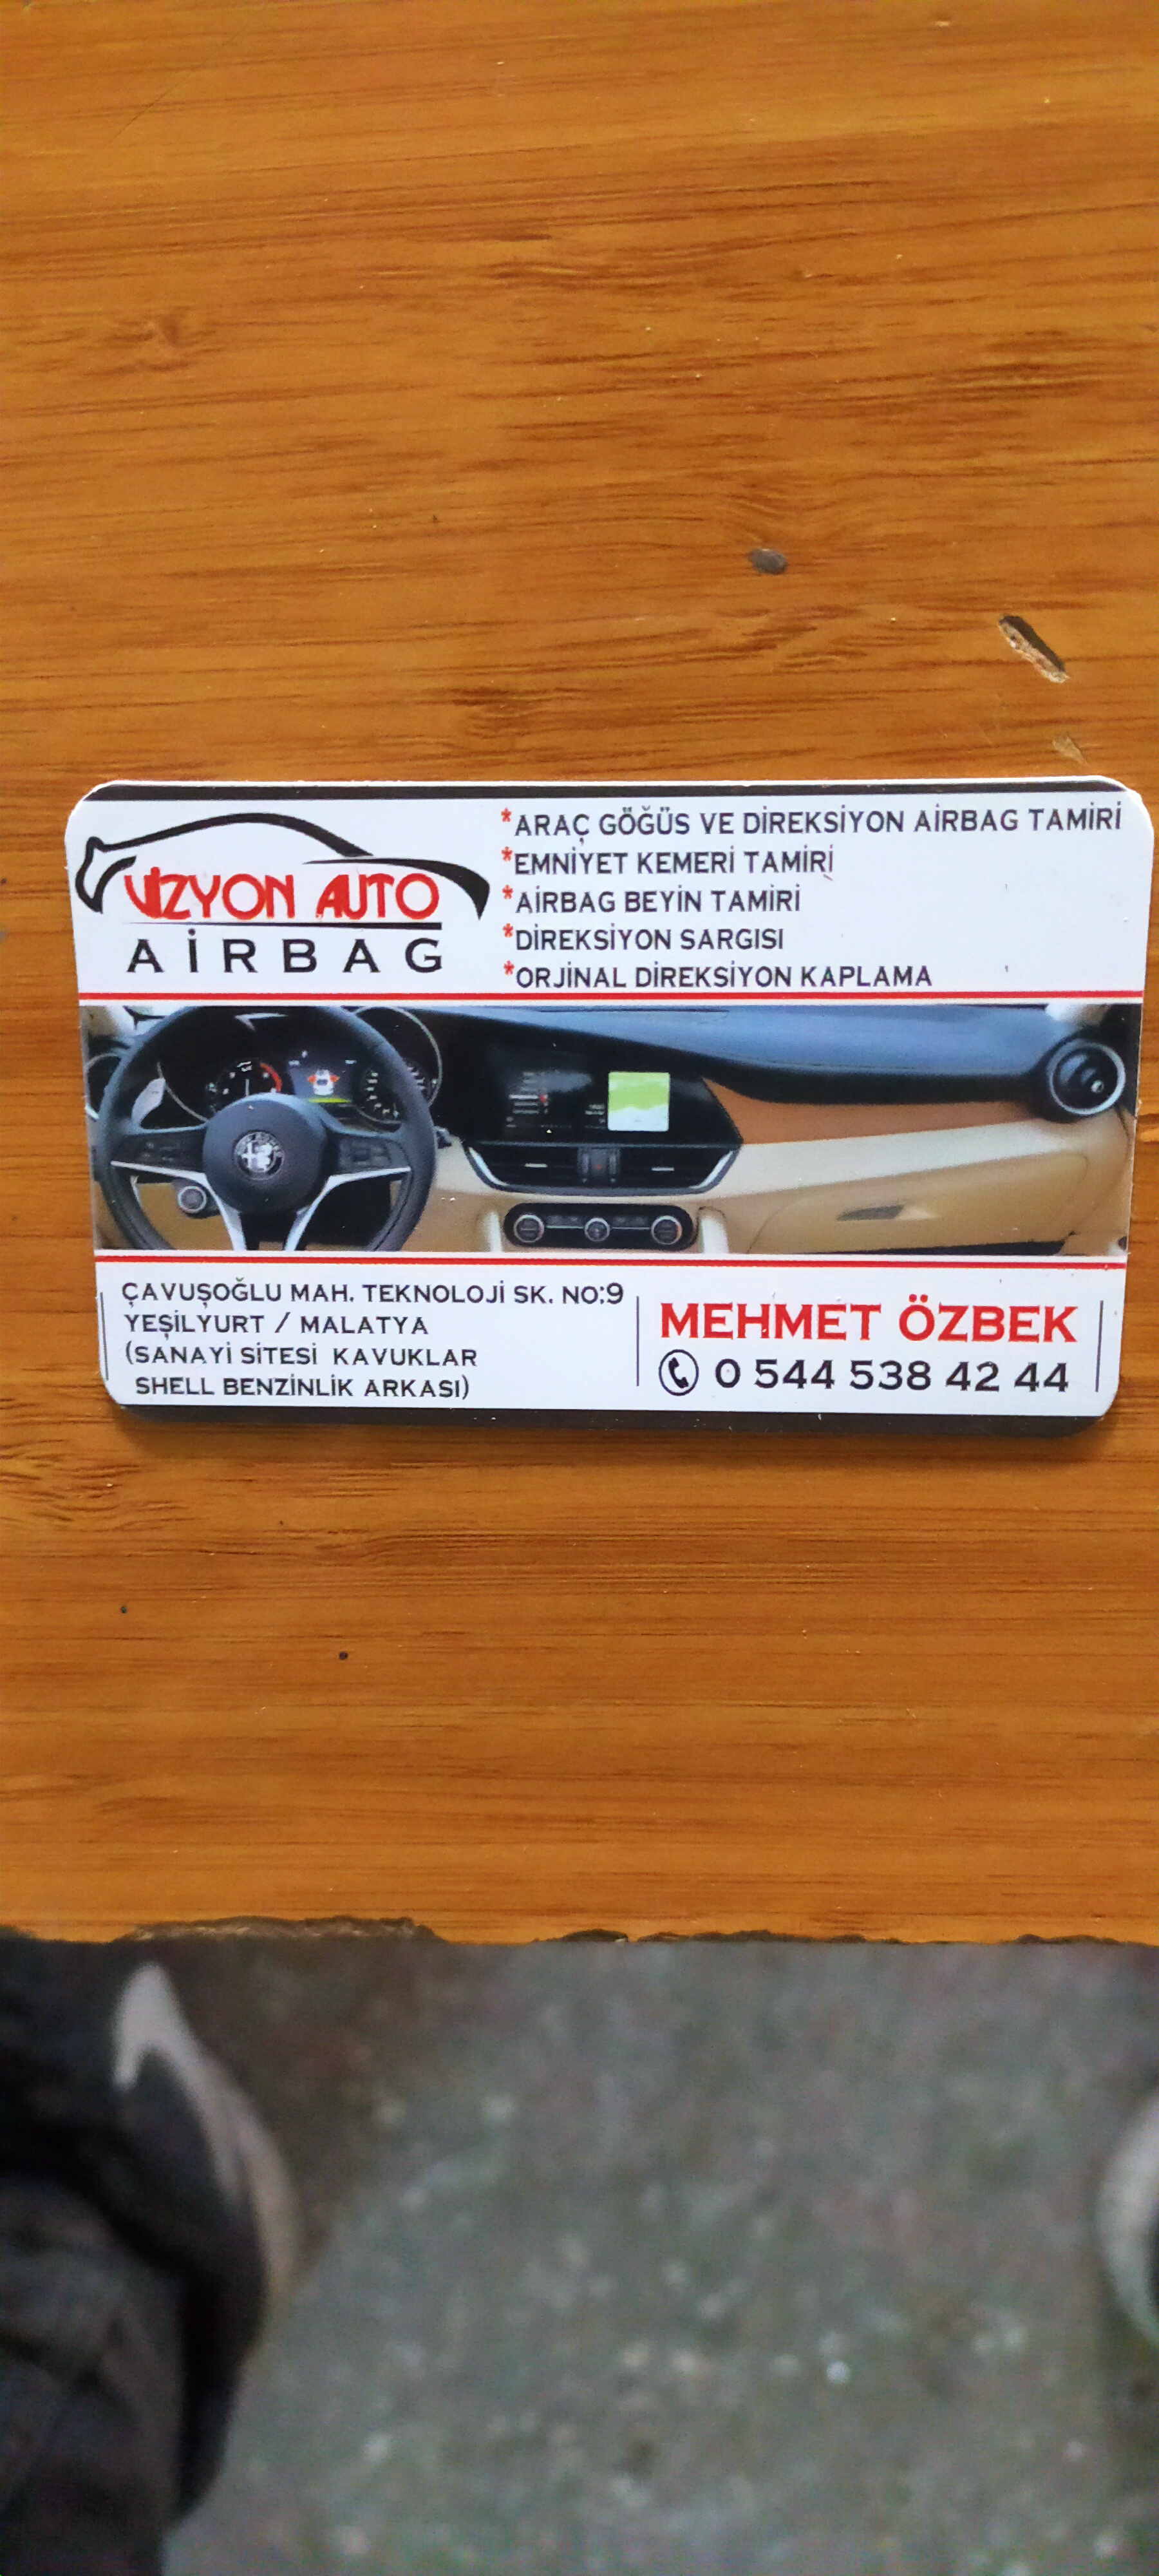 VİZYON AUTO
AİRBAG
*ARAÇ GÖĞÜS VE DİREKSİYON AİRBAG TAMİRİ
*EMNİYET KEMERİ TAMİRİ
*AİRBAG BEYİN TAMİRİ
*DİREKSİYON SARGISI
*ORJİNAL DİREKSİYON KAPLAMA
ÇAVUŞOĞLU MAH. TEKNOLOJİ SK. NO:9
YEŞİLYURT / MALATYA
(SANAYİ SİTESİ KAVUKLAR
SHELL BENZİNLİK ARKASI)
MEHMET ÖZBEK
0 544 538 42 44